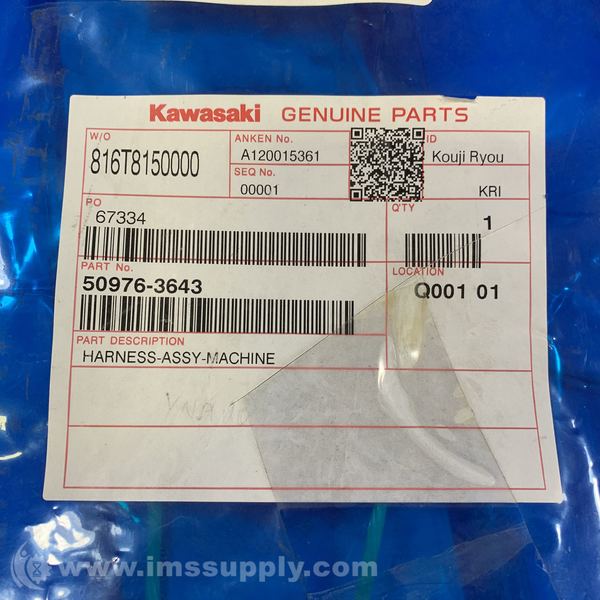 Kawasaki GENUINE PARTS
W/O
816T8150000
ANKEN No.
A120015361
ID
Kouji Ryou
SEQ No.
00001
KRI
PO
67334
Q'TY
1
PART No.
50976-3643
LOCATION
Q001 01
PART DESCRIPTION
HARNESS-ASSY-MACHINE
www.imssupply.com